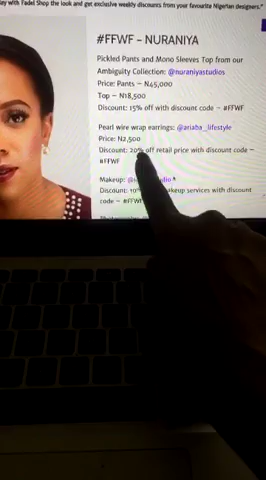 lay with Fadel Shop the look and get exclusive weekly discounts from your favourite Nigerian designers."
#FFWF – NURANIYA
Pickled Pants and Mono Sleeves Top from our
Ambiguity Collection: @nuraniyastudios
Price: Pants – N45,000
Top – N18,500
Discount: 15% off with discount code – #FFWF
Pearl wire wrap earrings: @ariaba_lifestyle
Price: N2,500
Discount: 20% off retail price with discount code –
#FFWF
Makeup:
Discount: services with discount
code – #FFWF